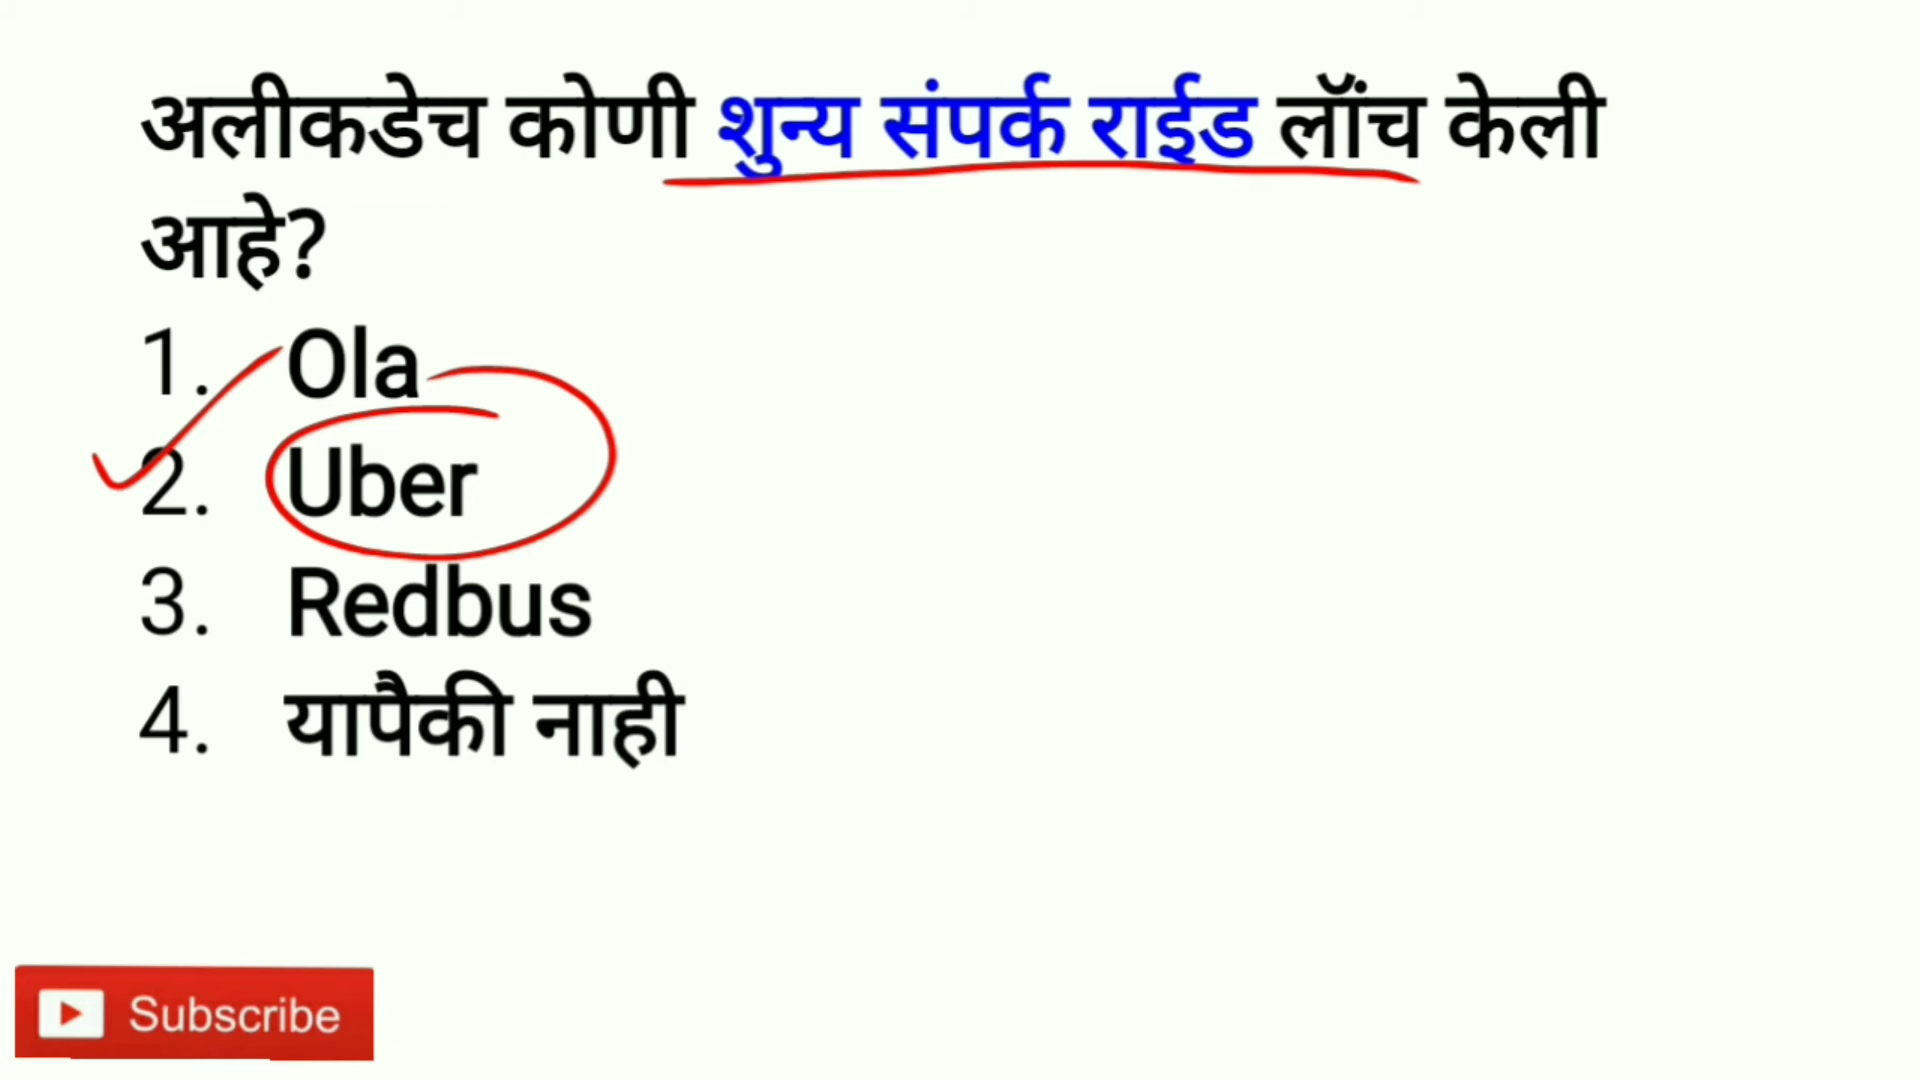 अलीकडेच कोणी शुन्य संपर्क राईड लॉंच केली
आहे?
1. Ola
2. Uber
3. Redbus
4. यापैकी नाही
Subscribe